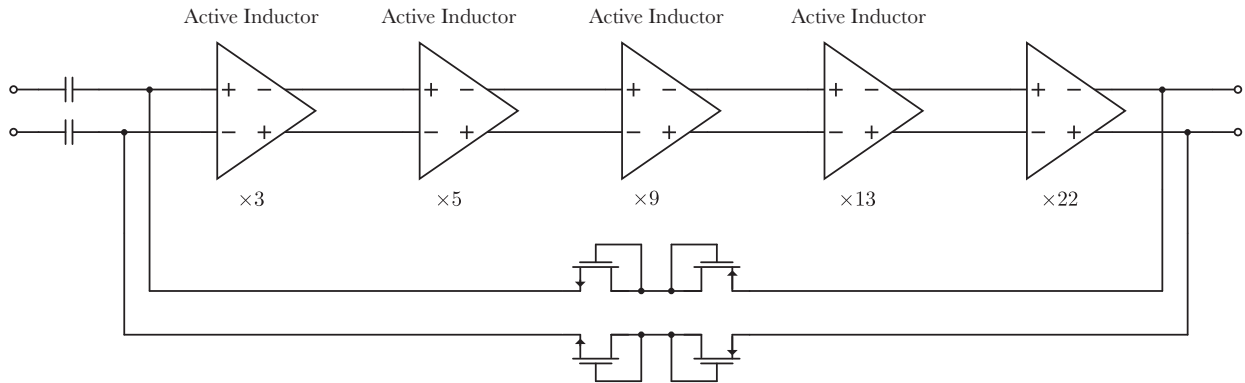 Active Inductor Active Inductor Active Inductor Active Inductor
+ − + − + − + − + −
− + − + − + − + − +
×3 ×5 ×9 ×13 ×22